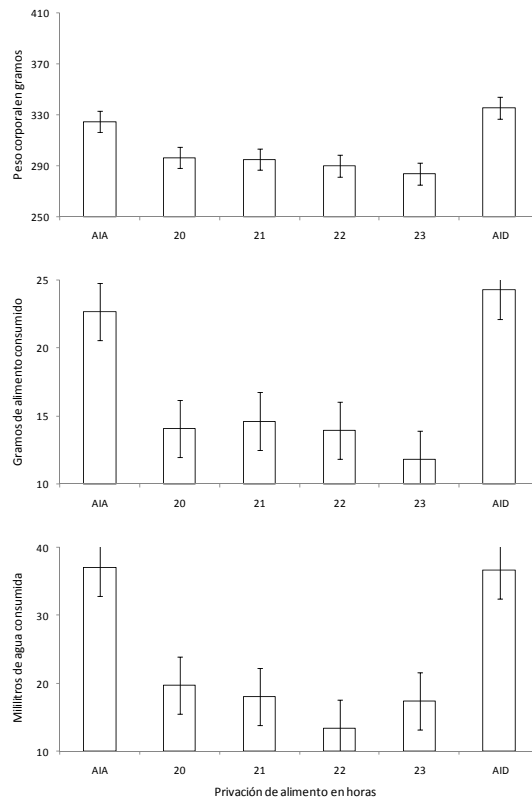 Peso corporalen gramos
410
370
330
290
250
AIA 20 21 22 23 AID
Gramos de alimento consumido
25
20
15
10
AIA 20 21 22 23 AID
Mililitros de agua consumida
40
30
20
10
AIA 20 21 22 23 AID
Privación de alimento en horas